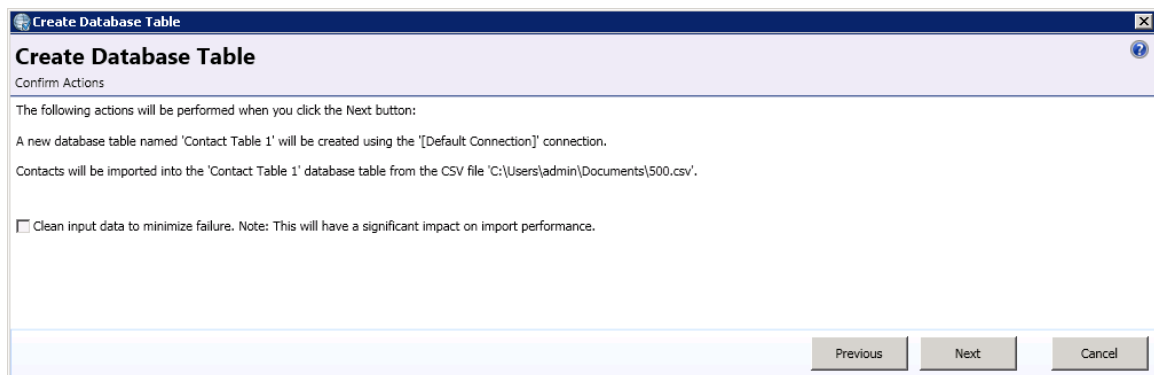 Create Database Table
Create Database Table
Confirm Actions
The following actions will be performed when you click the Next button:
A new database table named 'Contact Table 1' will be created using the '[Default Connection]' connection.
Contacts will be imported into the 'Contact Table 1' database table from the CSV file 'C:\Users\admin\Documents\500.csv'.
Clean input data to minimize failure. Note: This will have a significant impact on import performance.
Previous Next Cancel